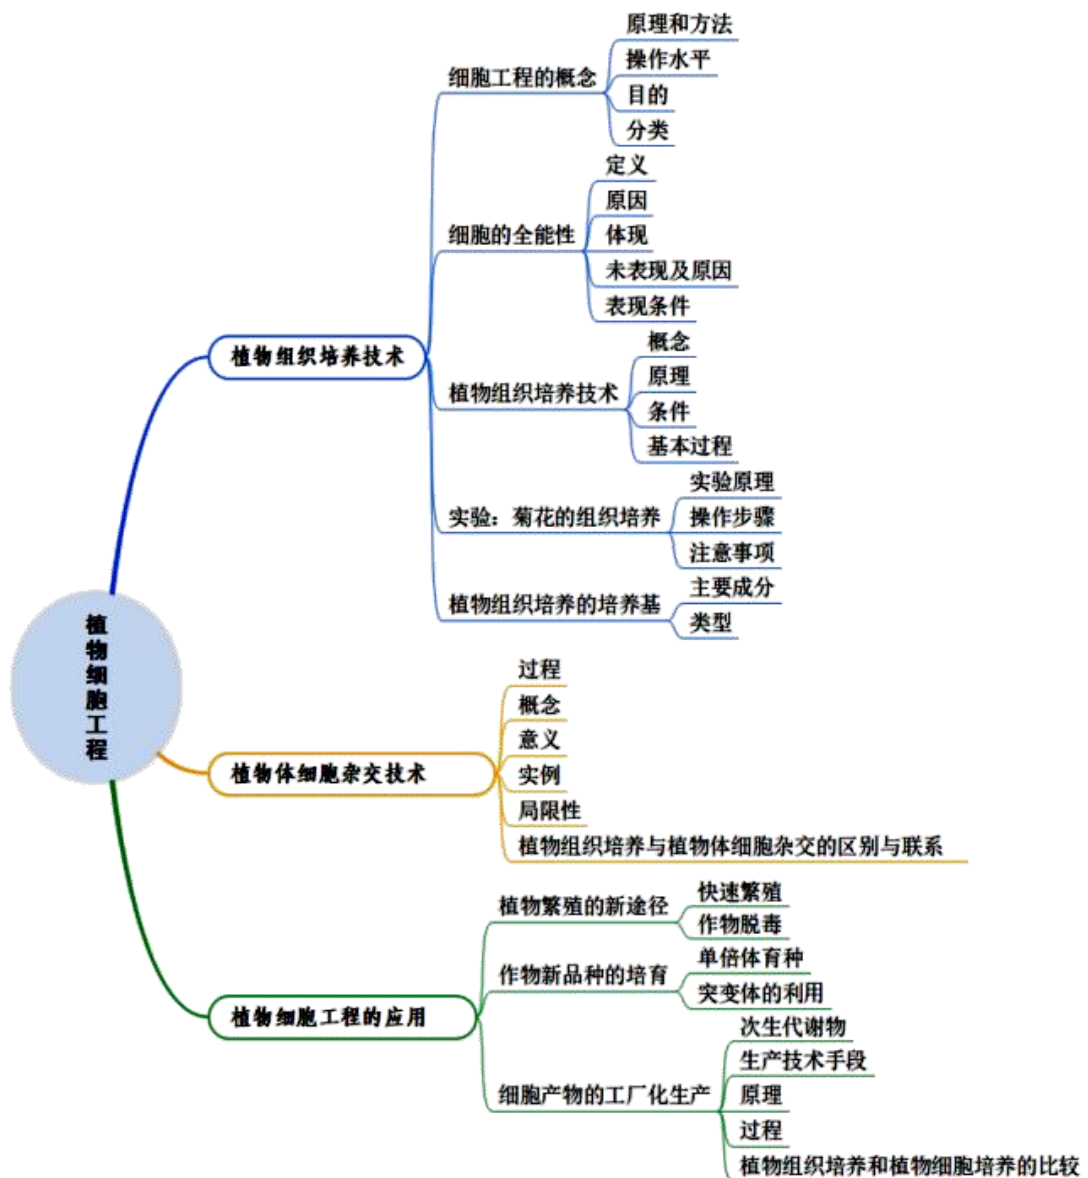 植物细胞工程
植物组织培养技术
细胞工程的概念
原理和方法
操作水平
目的
分类
细胞的全能性
定义
原因
体现
未表现及原因
表现条件
植物组织培养技术
概念
原理
条件
基本过程
实验：菊花的组织培养
实验原理
操作步骤
注意事项
植物组织培养的培养基
主要成分
类型
植物体细胞杂交技术
过程
概念
意义
实例
局限性
植物组织培养与植物体细胞杂交的区别与联系
植物细胞工程的应用
植物繁殖的新途径
快速繁殖
作物脱毒
作物新品种的培育
单倍体育种
突变体的利用
细胞产物的工厂化生产
次生代谢物
生产技术手段
原理
过程
植物组织培养和植物细胞培养的比较